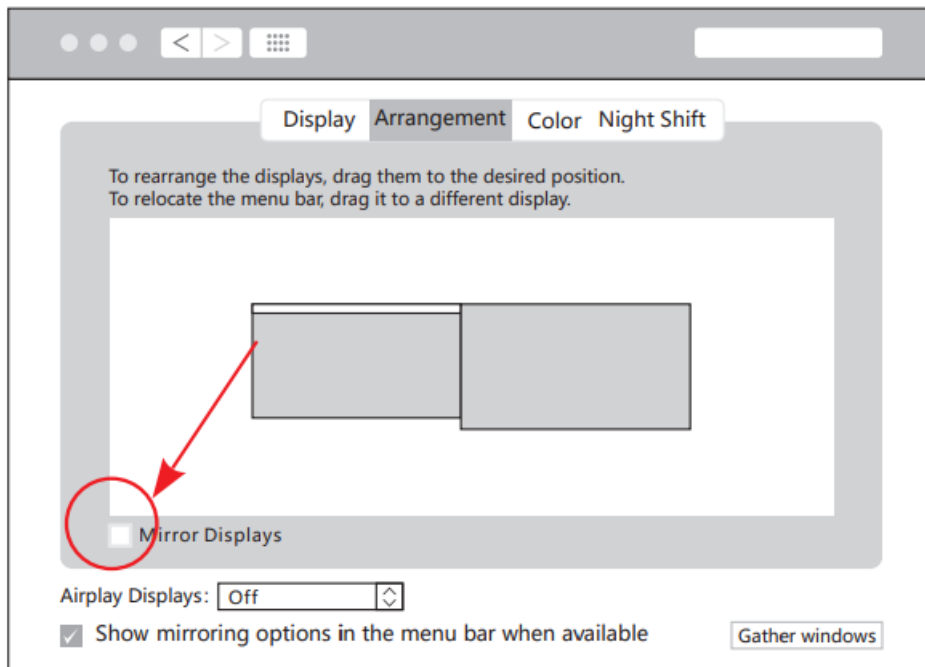 Display Arrangement Color Night Shift
To rearrange the displays, drag them to the desired position.
To relocate the menu bar, drag it to a different display.
Mirror Displays
Airplay Displays: Off
Show mirroring options in the menu bar when available
Gather windows